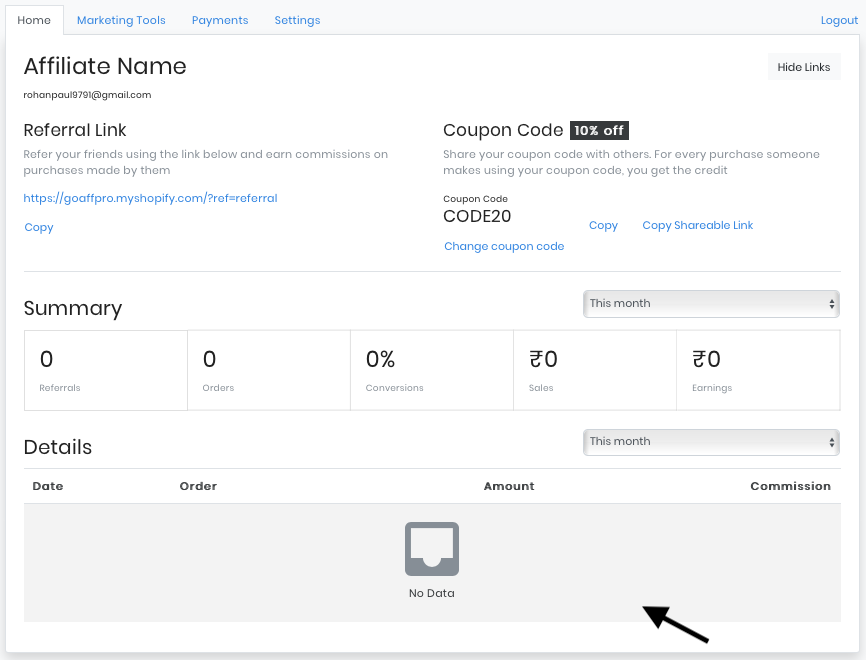 Home Marketing Tools Payments Settings Logout
Affiliate Name
Hide Links
rohanpaul9791@gmail.com
Referral Link
Refer your friends using the link below and earn commissions on
purchases made by them
https://goaffpro.myshopify.com/?ref=referral
Copy
Coupon Code 10% off
Share your coupon code with others. For every purchase someone
makes using your coupon code, you get the credit
Coupon Code
CODE20
Copy Copy Shareable Link
Change coupon code
Summary
This month
0 0 0% ₹0 ₹0
Referrals Orders Conversions Sales Earnings
Details
This month
Date Order Amount Commission
No Data